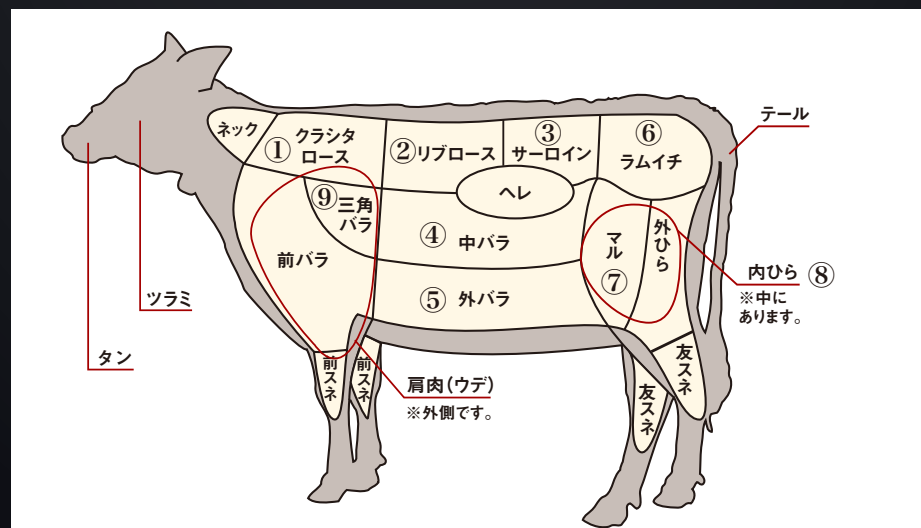 ネック
① クラシタ
ロース
② リブロース
③
サーロイン
⑥
ラムイチ
テール
ヘレ
⑨ 三角
バラ
前バラ
④ 中バラ
⑤ 外バラ
マル
⑦
外ひら
内ひら ⑧
※中に
あります。
ツラミ
タン
前スネ
前スネ
肩肉(ウデ)
※外側です。
友スネ
友スネ